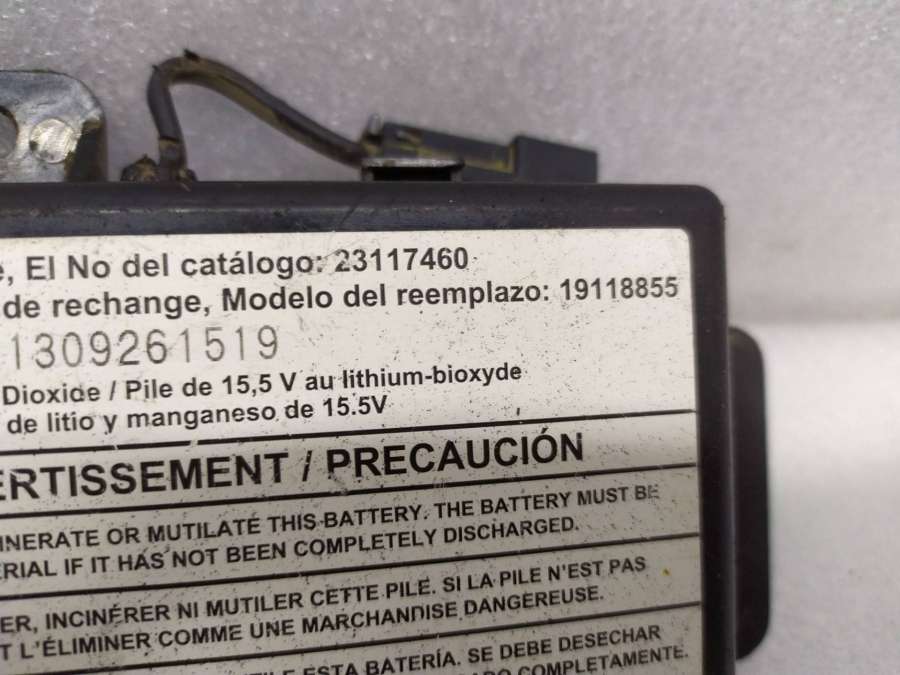 , El No del catálogo: 23117460
de rechange, Modelo del reemplazo: 19118855
1309261519
Dioxide / Pile de 15,5 V au lithium-bioxyde
de litio y manganeso de 15.5V
ERTISSEMENT / PRECAUCIÓN
INERATE OR MUTILATE THIS BATTERY. THE BATTERY MUST BE
ERIAL IF IT HAS NOT BEEN COMPLETELY DISCHARGED.
ER, INCINÉRER NI MUTILER CETTE PILE. SI LA PILE N'EST PAS
T L'ÉLIMINER COMME UNE MARCHANDISE DANGEREUSE.
ESTA BATERÍA. SE DEBE DESECHAR
COMPLETAMENTE.